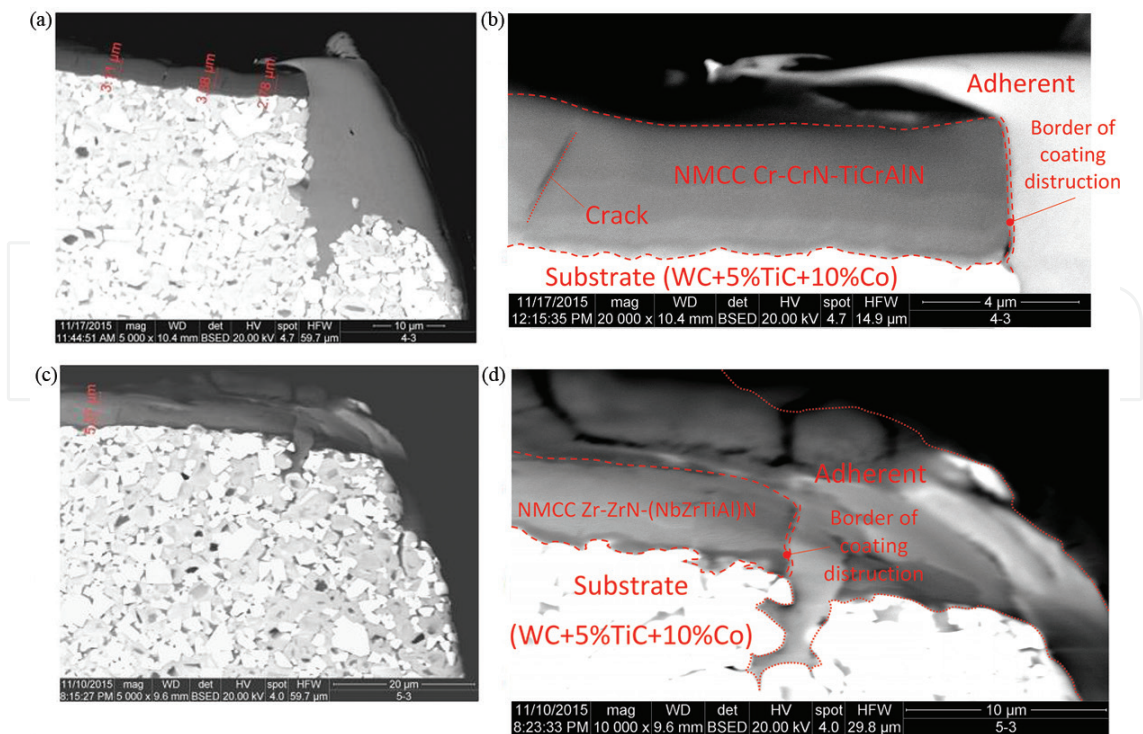 (a)
3.11 µm
2.78 µm
11/17/2015 mag WD det HV spot HFW 10 µm
11:44:51 AM 5 000 x 10.4 mm BSED 20.00 kV 4.7 59.7 µm 4-3
(b)
Adherent
Border of
coating
distruction
NMCC Cr-CrN-TiCrAlN
Crack
Substrate (WC+5%TiC+10%Co)
11/17/2015 mag WD det HV spot HFW 4 µm
12:15:35 PM 20 000 x 10.4 mm BSED 20.00 kV 4.7 14.9 µm 4-3
(c)
11/10/2015 mag WD det HV spot HFW 20 µm
8:15:27 PM 5 000 x 9.6 mm BSED 20.00 kV 4.0 59.7 µm 5-3
(d)
Adherent
NMCC Zr-ZrN-(NbZrTiAl)N
Border of
coating
distruction
Substrate
(WC+5%TiC+10%Co)
11/10/2015 mag WD det HV spot HFW 10 µm
8:23:33 PM 10 000 x 9.6 mm BSED 20.00 kV 4.0 29.8 µm 5-3